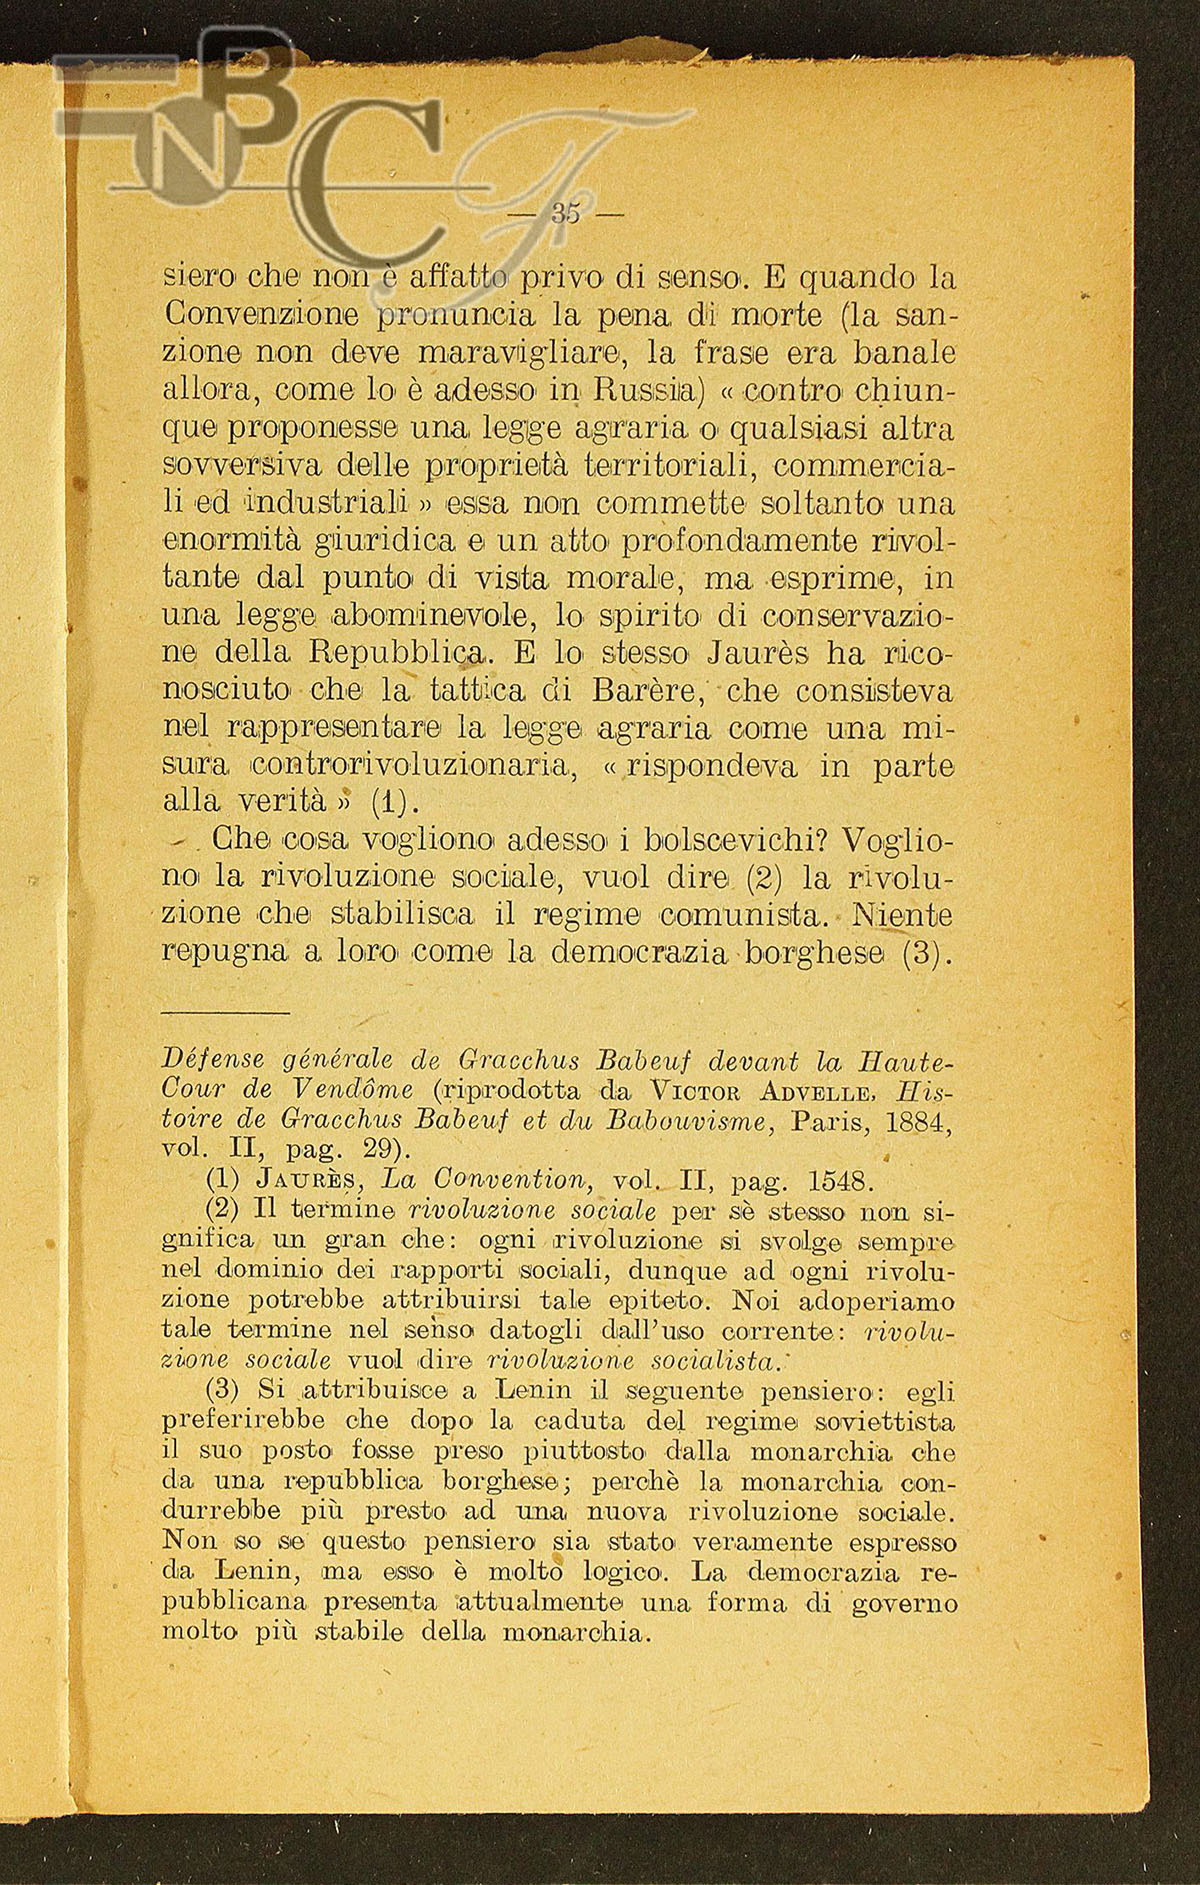 NBCF
— 35 —
siero che non è affatto privo di senso. E quando la
Convenzione pronuncia la pena di morte (la san-
zione non deve maravigliare, la frase era banale
allora, come lo è adesso in Russia) « contro chiun-
que proponesse una legge agraria o qualsiasi altra
sovversiva delle proprietà territoriali, commercia-
li ed industriali » essa non commette soltanto una
enormità giuridica e un atto profondamente rivol-
tante dal punto di vista morale, ma esprime, in
una legge abominevole, lo spirito di conservazio-
ne della Repubblica. E lo stesso Jaurès ha rico-
nosciuto che la tattica di Barère, che consisteva
nel rappresentare la legge agraria come una mi-
sura controrivoluzionaria, « rispondeva in parte
alla verità » (1).
Che cosa vogliono adesso i bolscevichi? Voglio-
no la rivoluzione sociale, vuol dire (2) la rivolu-
zione che stabilisca il regime comunista. Niente
repugna a loro come la democrazia borghese (3).
Défense générale de Gracchus Babeuf devant la Haute-
Cour de Vendôme (riprodotta da VICTOR ADVELLE, His-
toire de Gracchus Babeuf et du Babouvisme, Paris, 1884,
vol. II, pag. 29).
(1) JAURÈS, La Convention, vol. II, pag. 1548.
(2) Il termine rivoluzione sociale per sè stesso non si-
gnifica un gran che: ogni rivoluzione si svolge sempre
nel dominio dei rapporti sociali, dunque ad ogni rivolu-
zione potrebbe attribuirsi tale epiteto. Noi adoperiamo
tale termine nel senso datogli dall'uso corrente: rivolu-
zione sociale vuol dire rivoluzione socialista.
(3) Si attribuisce a Lenin il seguente pensiero: egli
preferirebbe che dopo la caduta del regime soviettista
il suo posto fosse preso piuttosto dalla monarchia che
da una repubblica borghese; perchè la monarchia con-
durrebbe più presto ad una nuova rivoluzione sociale.
Non so se questo pensiero sia stato veramente espresso
da Lenin, ma esso è molto logico. La democrazia re-
pubblicana presenta attualmente una forma di governo
molto più stabile della monarchia.